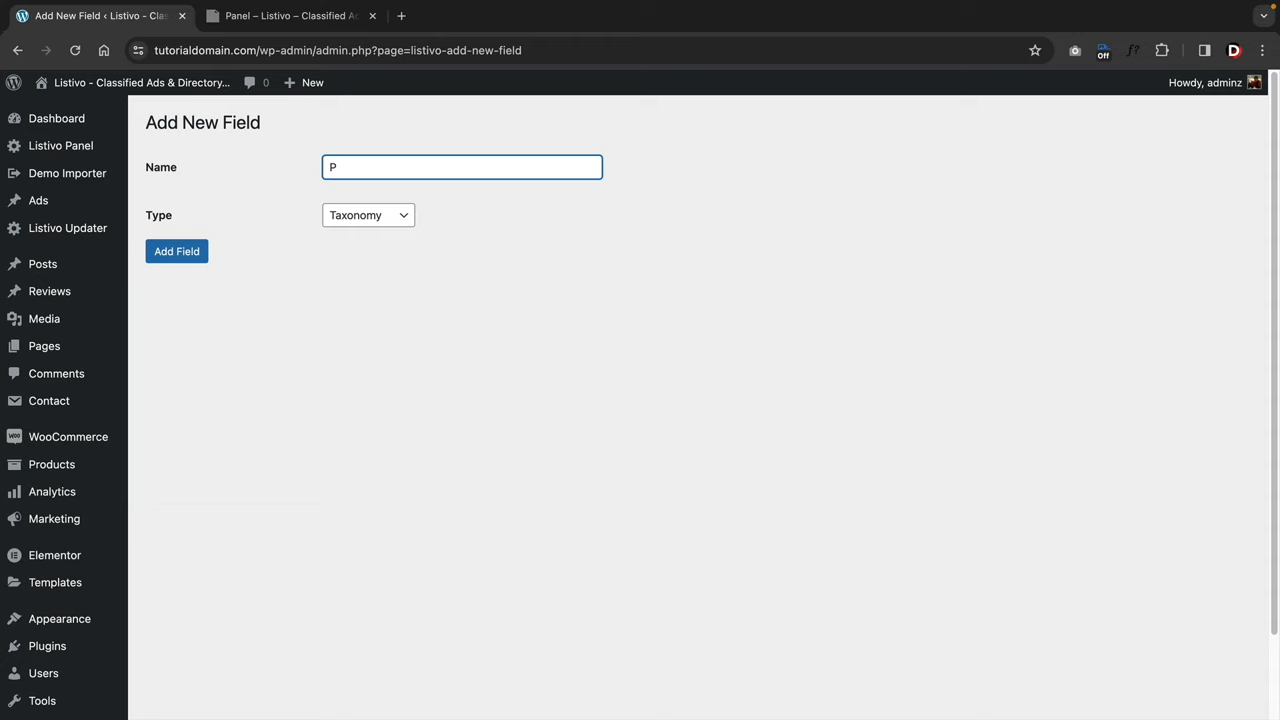 Add New Field ‹ Listivo - Clas
Panel – Listivo – Classified A
tutorialdomain.com/wp-admin/admin.php?page=listivo-add-new-field
Off
f?
D
Listivo - Classified Ads & Directory...
0
New
Howdy, adminz
Dashboard
Listivo Panel
Demo Importer
Ads
Listivo Updater
Posts
Reviews
Media
Pages
Comments
Contact
WooCommerce
Products
Analytics
Marketing
Elementor
Templates
Appearance
Plugins
Users
Tools
Add New Field
Name
P
Type
Taxonomy
Add Field